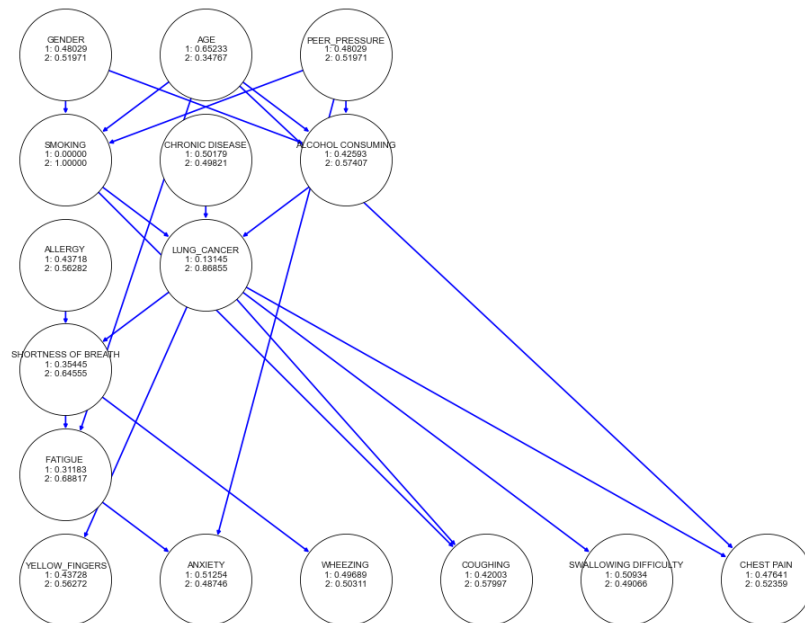 GENDER
1: 0.48029
2: 0.51971
AGE
1: 0.65233
2: 0.34767
PEER_PRESSURE
1: 0.48029
2: 0.51971
SMOKING
1: 0.00000
2: 1.00000
CHRONIC DISEASE
1: 0.50179
2: 0.49821
ALCOHOL CONSUMING
1: 0.42593
2: 0.57407
ALLERGY
1: 0.43718
2: 0.56282
LUNG_CANCER
1: 0.13145
2: 0.86855
SHORTNESS OF BREATH
1: 0.35445
2: 0.64555
FATIGUE
1: 0.31183
2: 0.68817
YELLOW_FINGERS
1: 0.43728
2: 0.56272
ANXIETY
1: 0.51254
2: 0.48746
WHEEZING
1: 0.49689
2: 0.50311
COUGHING
1: 0.42003
2: 0.57997
SWALLOWING DIFFICULTY
1: 0.50934
2: 0.49066
CHEST PAIN
1: 0.47641
2: 0.52359